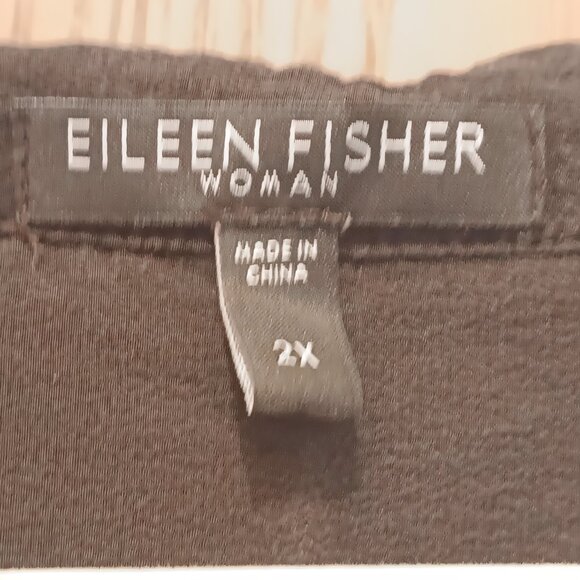 EILEEN FISHER
WOMAN
MADE IN
CHINA
2X